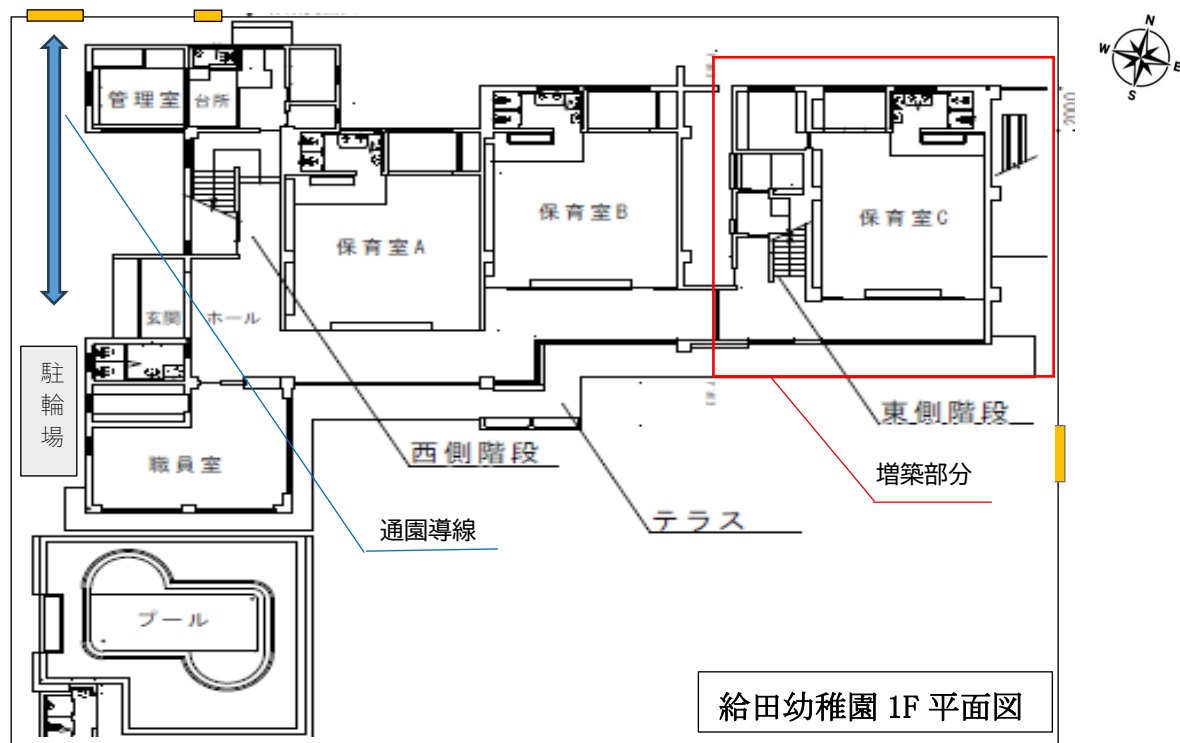 N
W
E
S
管理室
台所
2000
保育室A
保育室B
保育室C
玄関
ホール
駐輪場
職員室
西側階段
東側階段
増築部分
テラス
通園導線
プール
給田幼稚園 1F 平面図